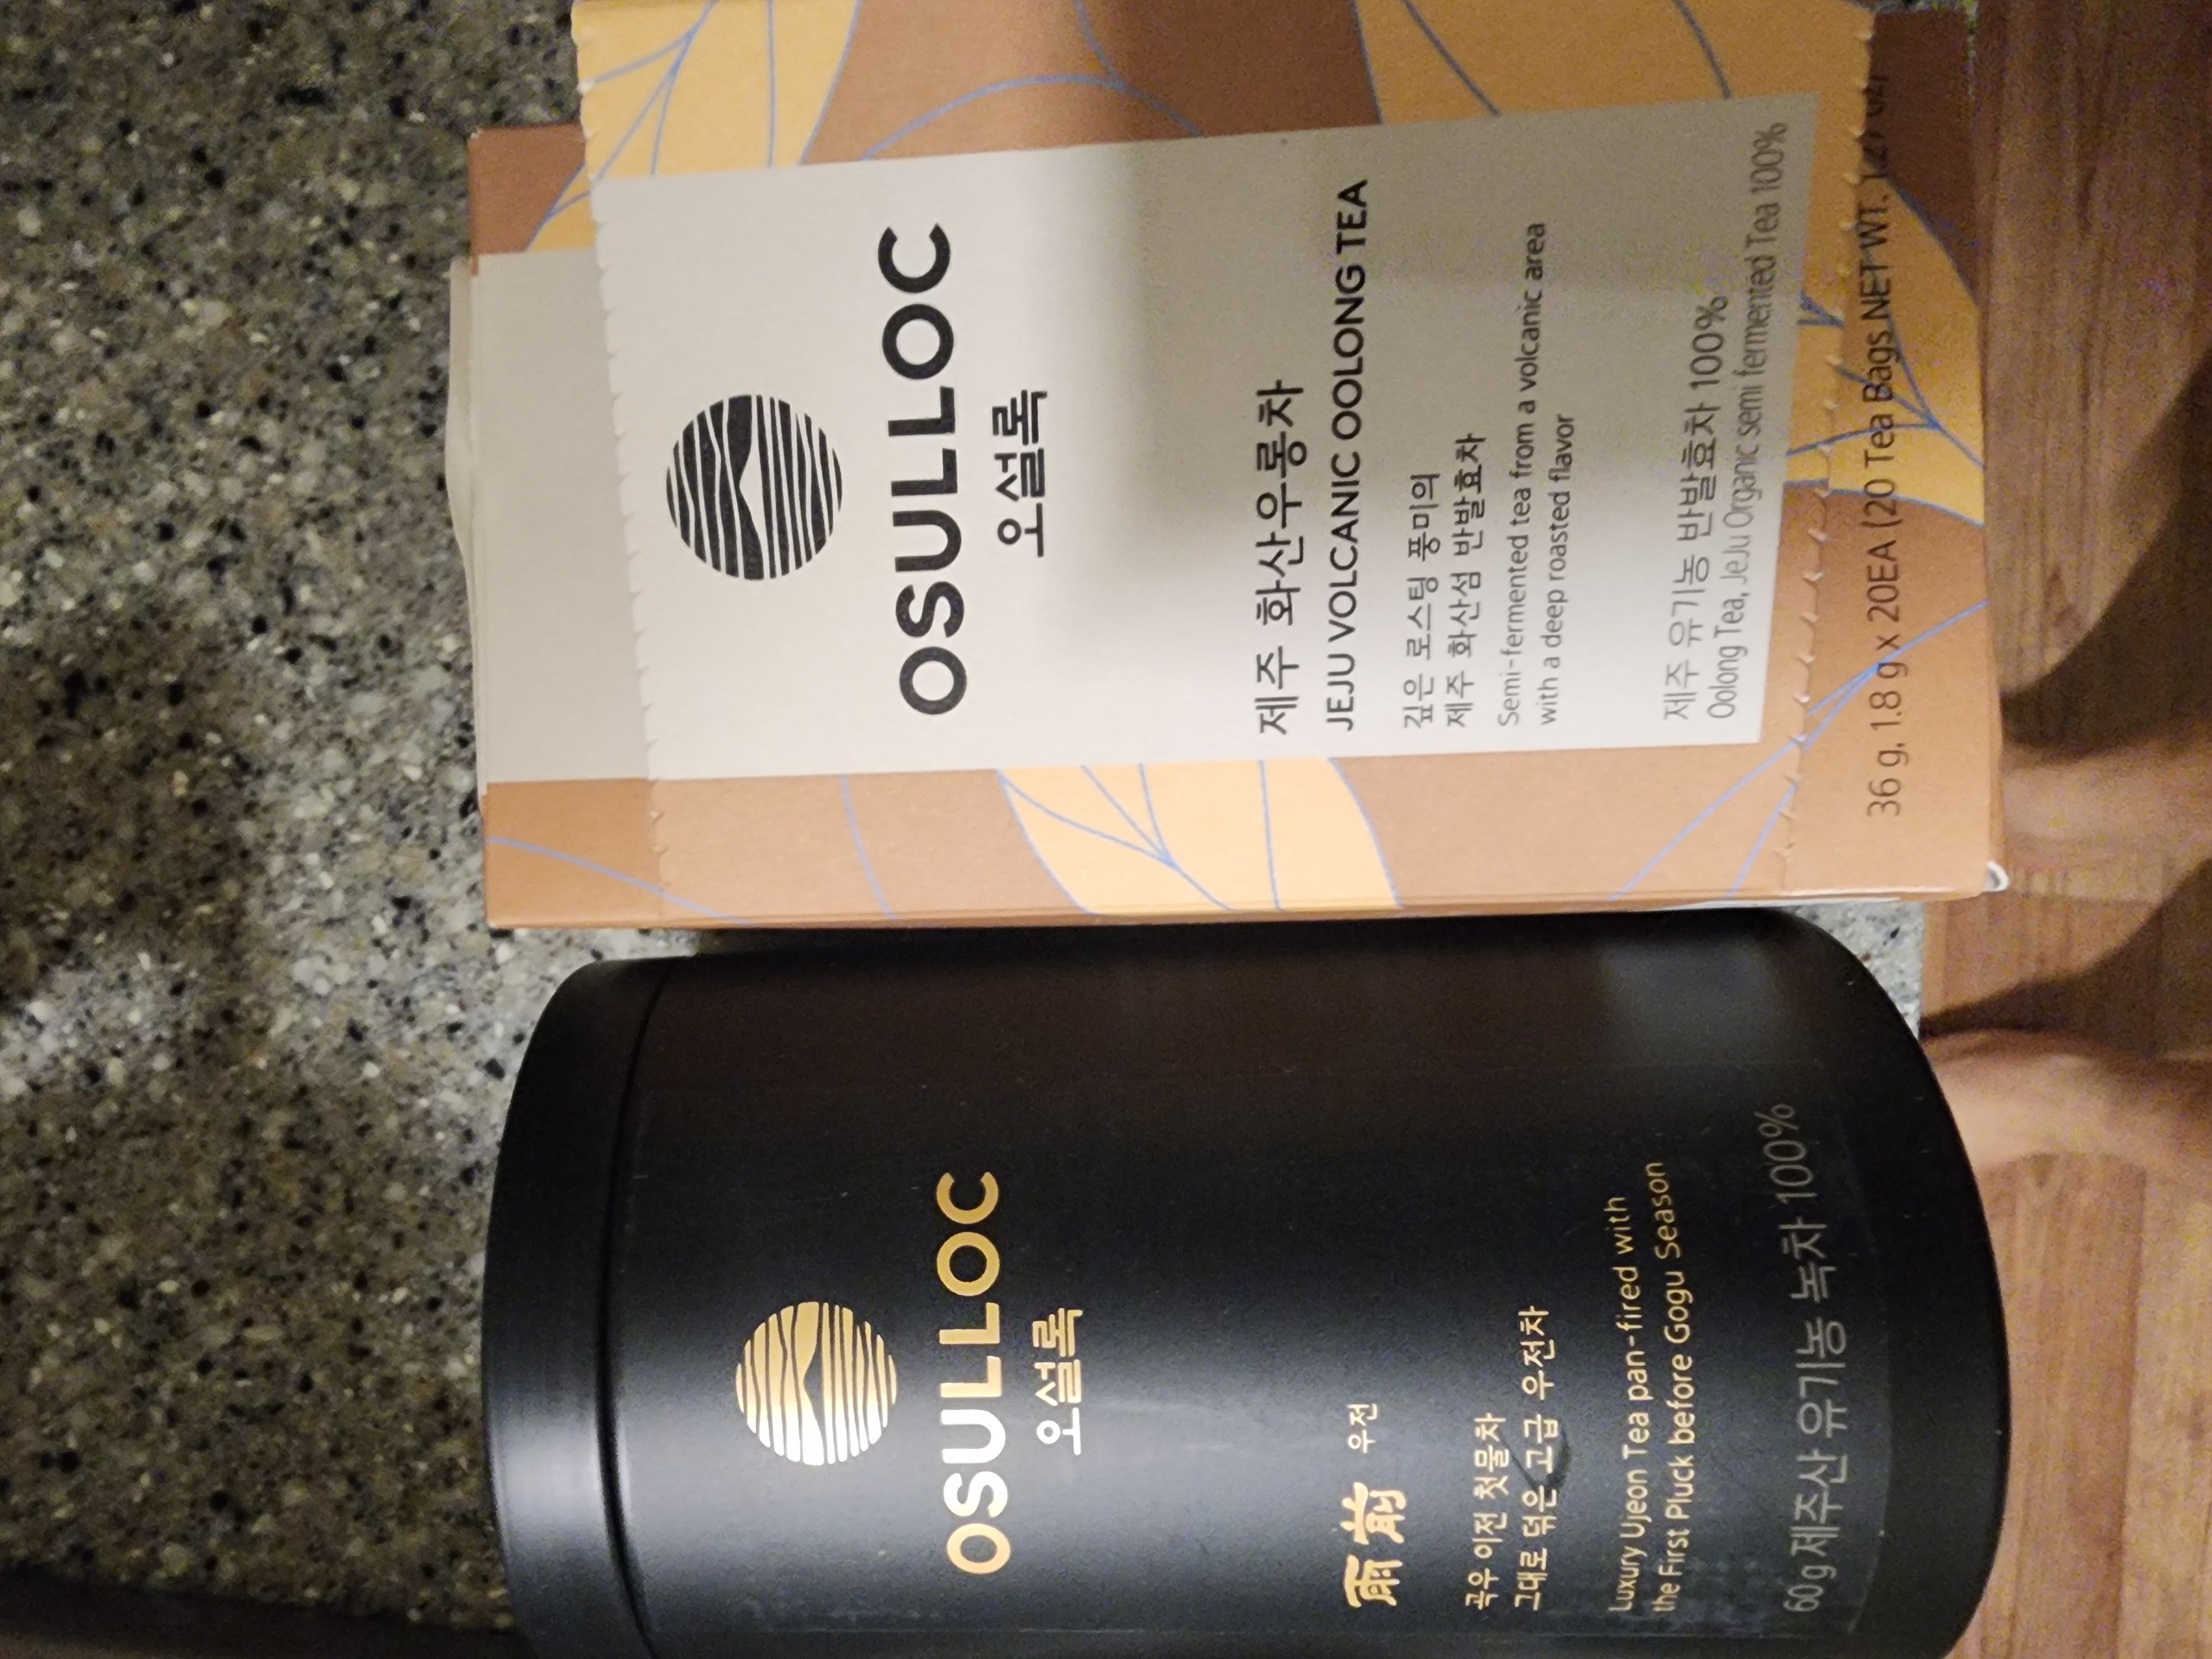 OSULLOC
오설록
雨前 우전
곡우 이전 첫물차
그대로 덖은 고급 우전차
Luxury Ujeon Tea pan-fired with
the First Pluck before Gogu Season
60g 제주산 유기농 녹차 100%
OSULLOC
오설록
제주 화산우롱차
JEJU VOLCANIC OOLONG TEA
깊은 로스팅 풍미의
제주 화산섬 반발효차
Semi-fermented tea from a volcanic area
with a deep roasted flavor
제주 유기농 반발효차 100%
Oolong Tea, JeJu Organic semi fermented Tea 100%
36 g, 1.8 g x 20EA (20 Tea Bags NET WT. 1.27 oz)